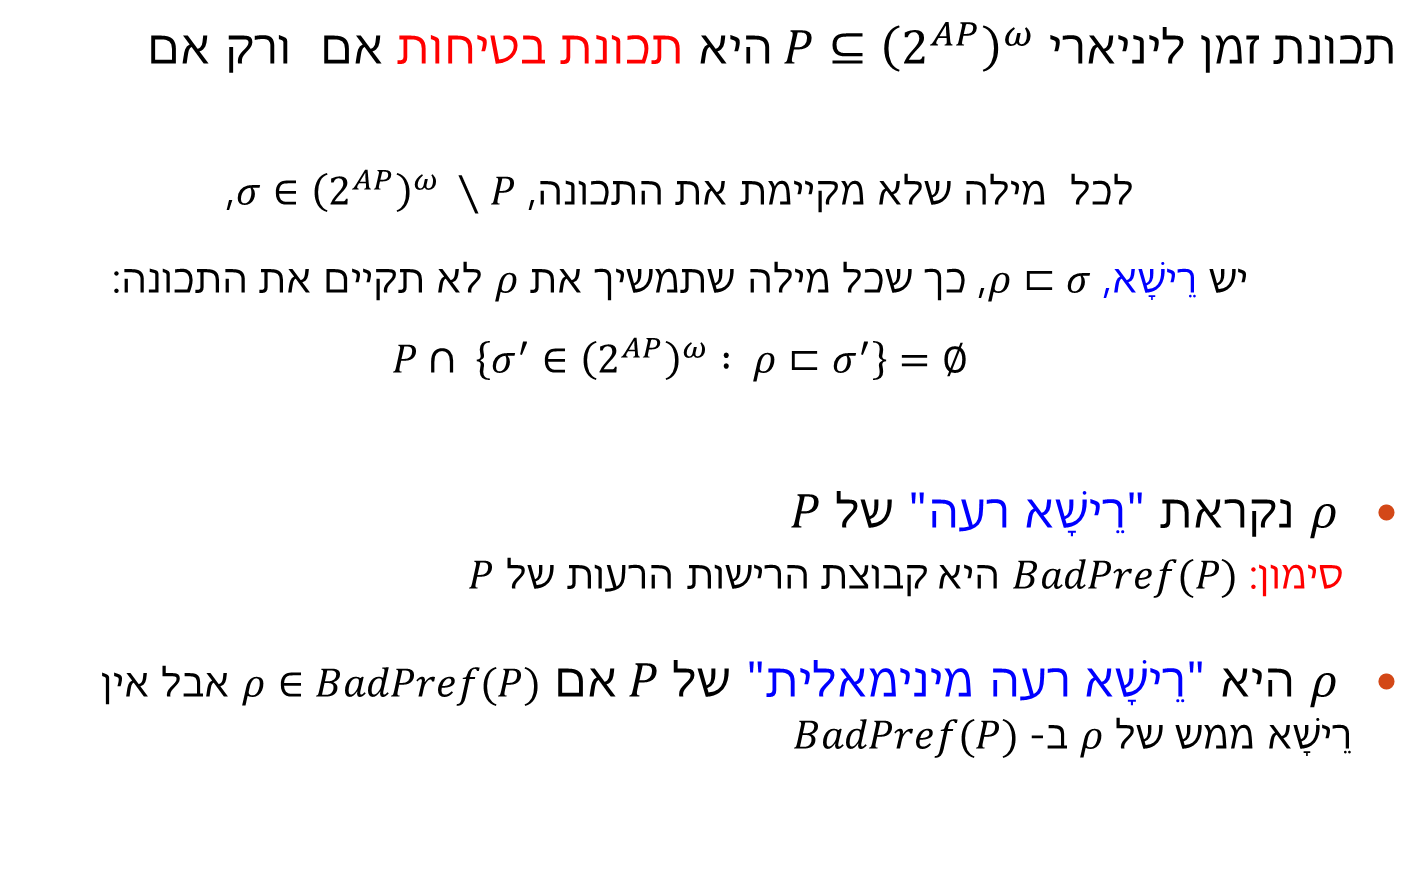 תכונת זמן ליניארי P ⊆ (2^AP)^ω היא תכונת בטיחות אם ורק אם
לכל מילה שלא מקיימת את התכונה, σ ∈ (2^AP)^ω \ P,
יש רֵישָׁא, ρ ⊏ σ, כך שכל מילה שתמשיך את ρ לא תקיים את התכונה:
P ∩ {σ′ ∈ (2^AP)^ω : ρ ⊏ σ′} = ∅
• ρ נקראת "רֵישָׁא רעה" של P
סימון: BadPref(P) היא קבוצת הרישות הרעות של P
• ρ היא "רֵישָׁא רעה מינימאלית" של P אם ρ ∈ BadPref(P) אבל אין
רֵישָׁא ממש של ρ ב- BadPref(P)